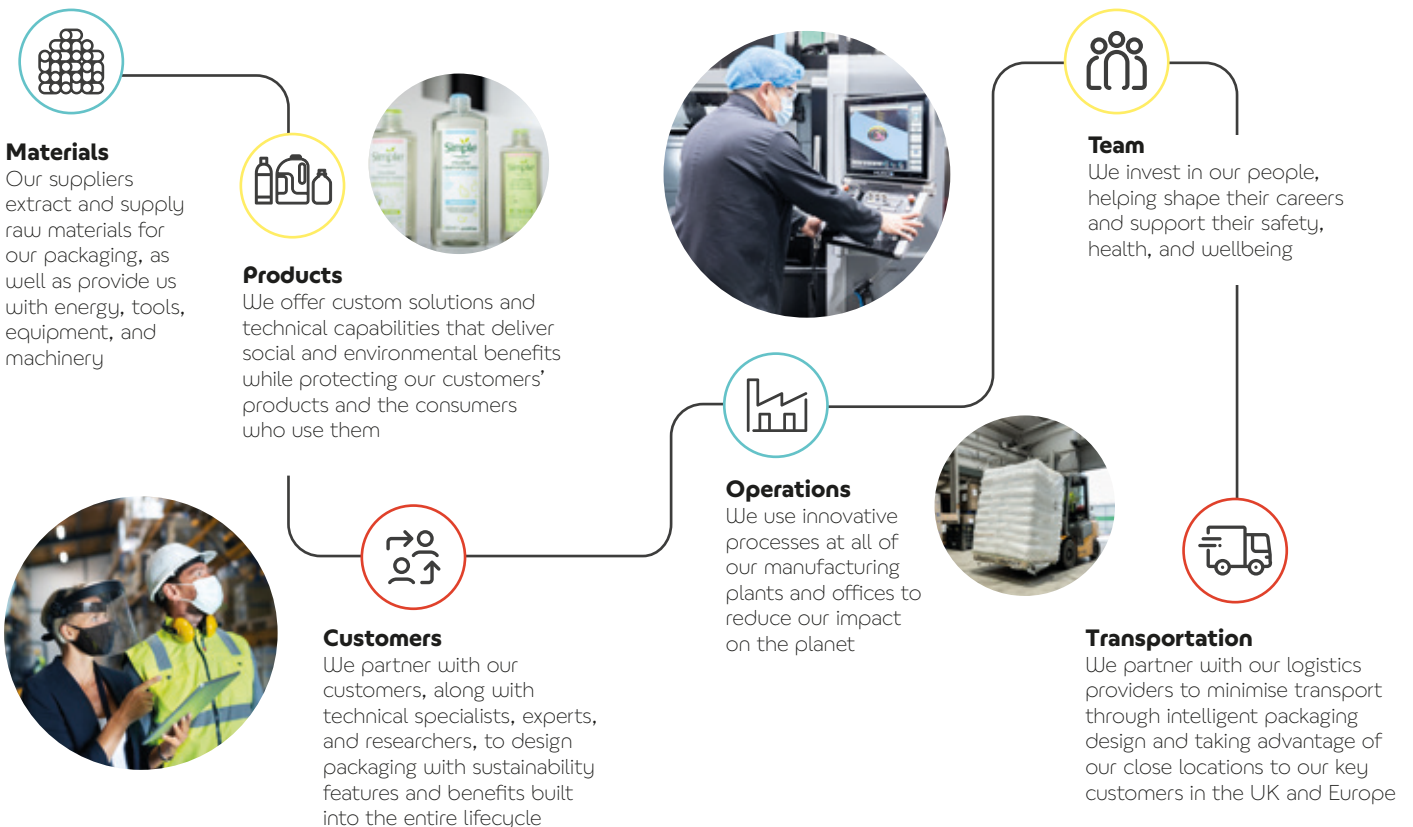 Materials
Our suppliers
extract and supply
raw materials for
our packaging, as
well as provide us
with energy, tools,
equipment, and
machinery
Simple
Simple
Simple
Products
We offer custom solutions and
technical capabilities that deliver
social and environmental benefits
while protecting our customers’
products and the consumers
who use them
Customers
We partner with our
customers, along with
technical specialists, experts,
and researchers, to design
packaging with sustainability
features and benefits built
into the entire lifecycle
Operations
We use innovative
processes at all of
our manufacturing
plants and offices to
reduce our impact
on the planet
Team
We invest in our people,
helping shape their careers
and support their safety,
health, and wellbeing
Transportation
We partner with our logistics
providers to minimise transport
through intelligent packaging
design and taking advantage of
our close locations to our key
customers in the UK and Europe